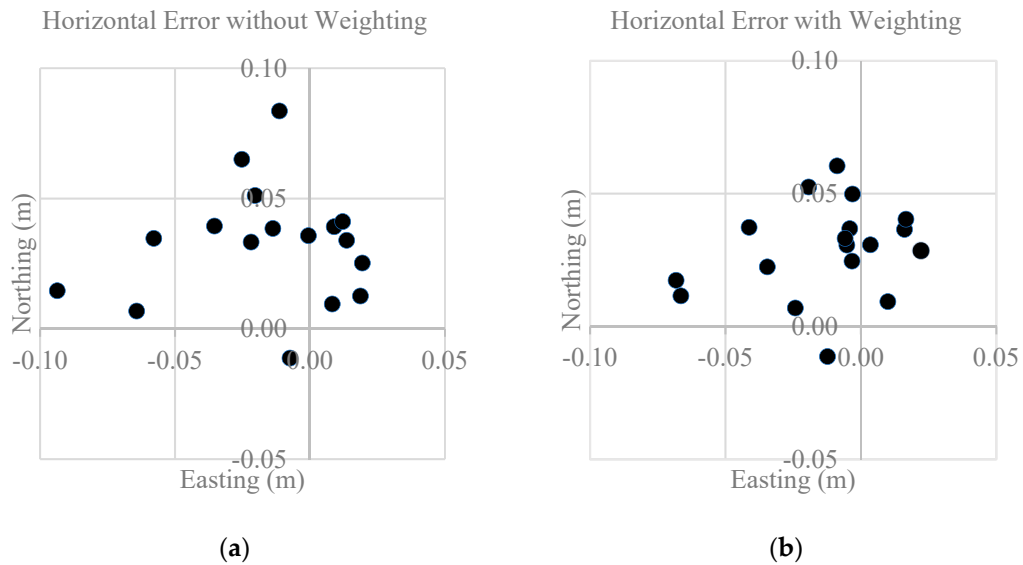 Horizontal Error without Weighting
0.10
0.05
0.00
-0.05
-0.10
-0.05
0.00
0.05
Northing (m)
Easting (m)
(a)
Horizontal Error with Weighting
0.10
0.05
0.00
-0.05
-0.10
-0.05
0.00
0.05
Northing (m)
Easting (m)
(b)